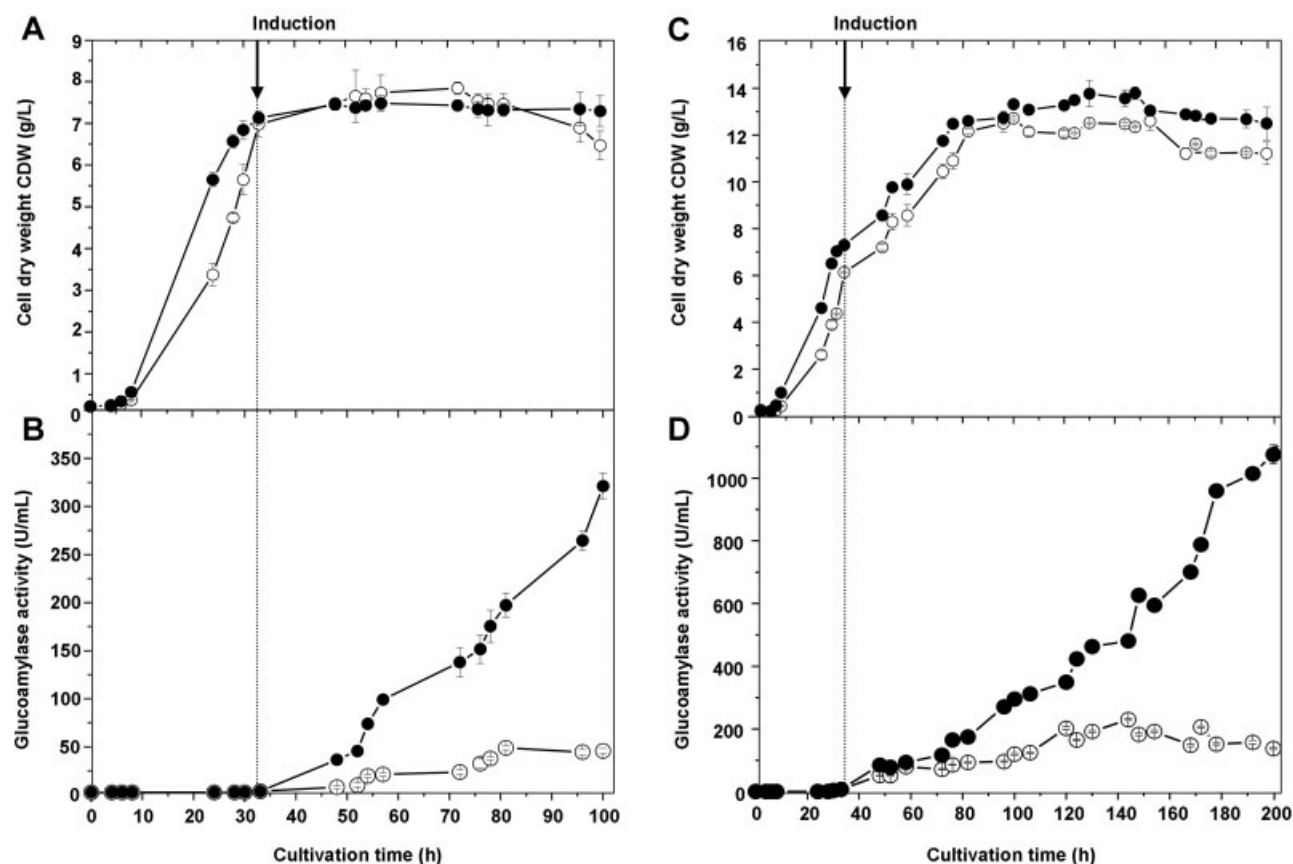 A
Induction
9
8
7
6
5
4
3
2
1
0
Cell dry weight CDW (g/L)
B
350
300
250
200
150
100
50
0
Glucoamylase activity (U/mL)
0 10 20 30 40 50 60 70 80 90 100
Cultivation time (h)
C
Induction
16
14
12
10
8
6
4
2
0
Cell dry weight CDW (g/L)
D
1000
800
600
400
200
0
Glucoamylase activity (U/mL)
0 20 40 60 80 100 120 140 160 180 200
Cultivation time (h)